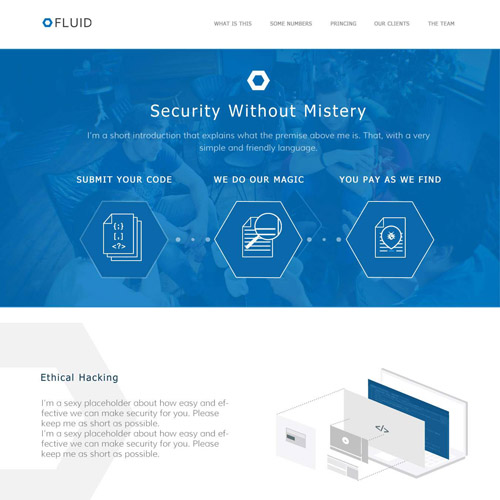 FLUID
WHAT IS THIS SOME NUMBERS PRINCING OUR CLIENTS THE TEAM
Security Without Mistery
I'm a short introduction that explains what the premise above me is. That, with a very
simple and friendly language.
SUBMIT YOUR CODE WE DO OUR MAGIC YOU PAY AS WE FIND
{;}
[,]
<?>
Ethical Hacking
I'm a sexy placeholder about how easy and ef-
fective we can make security for you. Please
keep me as short as possible.
I'm a sexy placeholder about how easy and ef-
fective we can make security for you. Please
keep me as short as possible.
</>